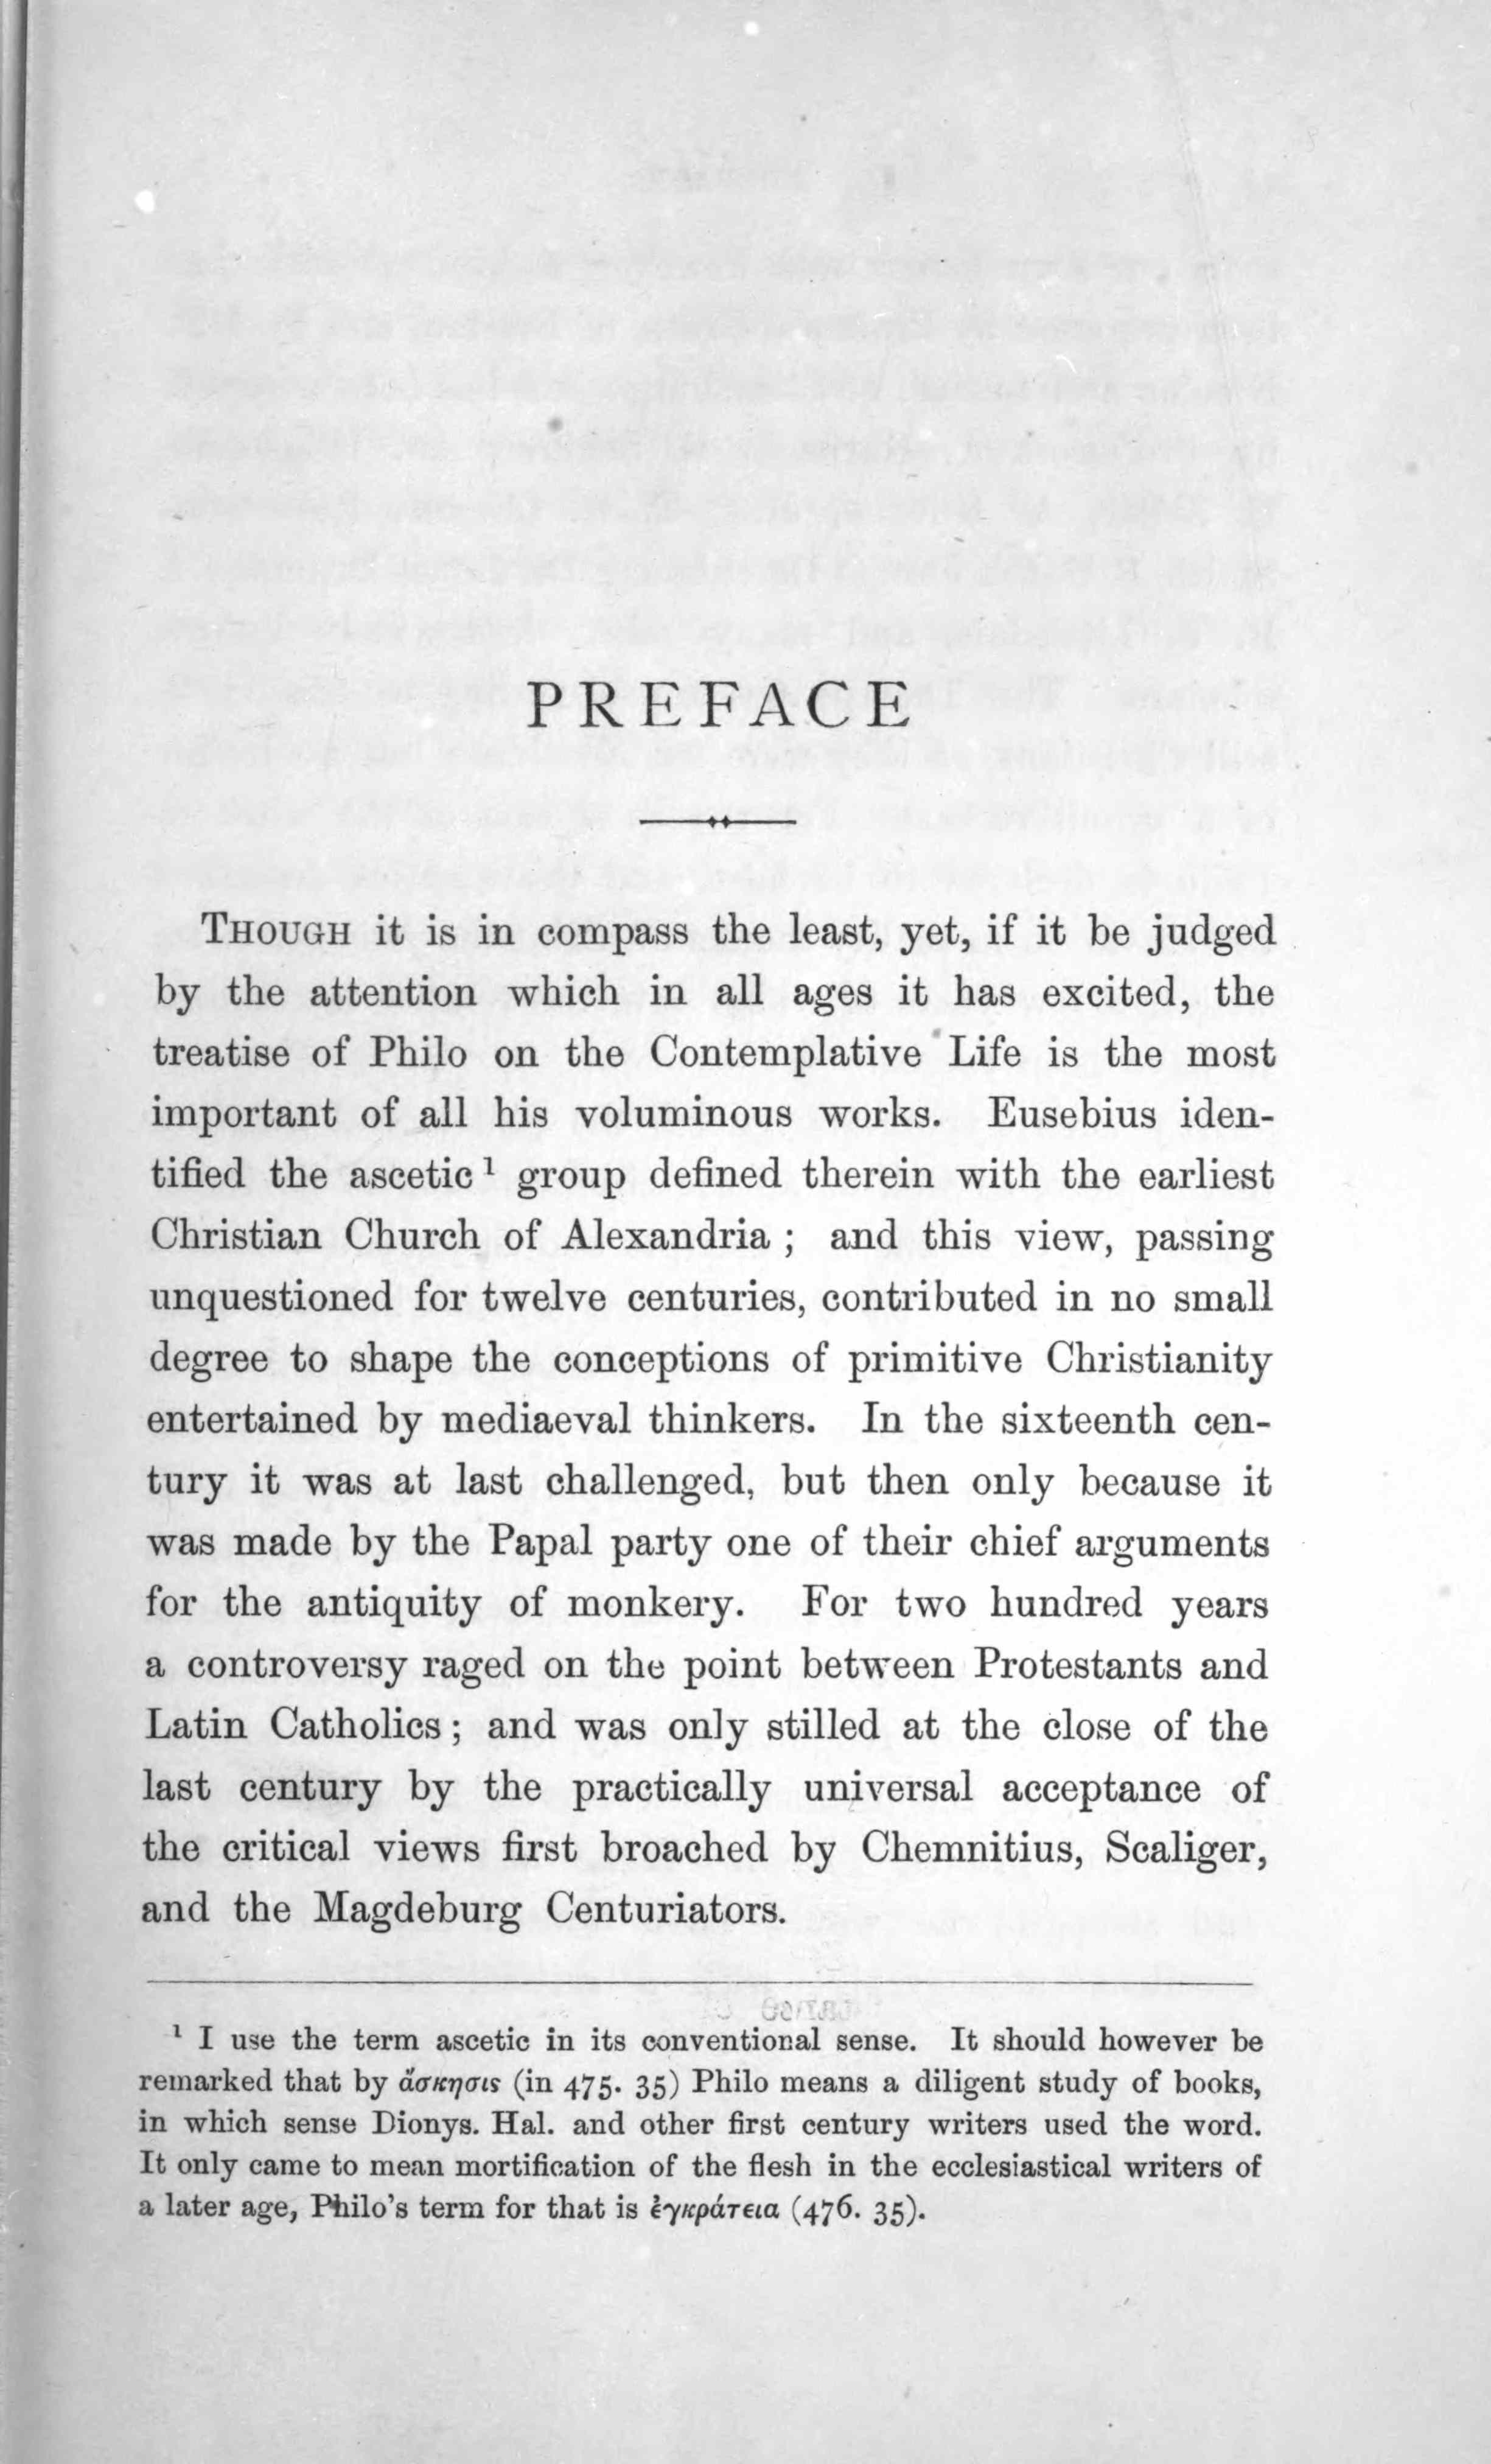 PREFACE
THOUGH it is in compass the least, yet, if it be judged
by the attention which in all ages it has excited, the
treatise of Philo on the Contemplative Life is the most
important of all his voluminous works. Eusebius iden-
tified the ascetic¹ group defined therein with the earliest
Christian Church of Alexandria ; and this view, passing
unquestioned for twelve centuries, contributed in no small
degree to shape the conceptions of primitive Christianity
entertained by mediaeval thinkers. In the sixteenth cen-
tury it was at last challenged, but then only because it
was made by the Papal party one of their chief arguments
for the antiquity of monkery. For two hundred years
a controversy raged on the point between Protestants and
Latin Catholics ; and was only stilled at the close of the
last century by the practically universal acceptance of
the critical views first broached by Chemnitius, Scaliger,
and the Magdeburg Centuriators.
¹ I use the term ascetic in its conventional sense. It should however be
remarked that by ἄσκησις (in 475. 35) Philo means a diligent study of books,
in which sense Dionys. Hal. and other first century writers used the word.
It only came to mean mortification of the flesh in the ecclesiastical writers of
a later age, Philo's term for that is ἐγκράτεια (476. 35).